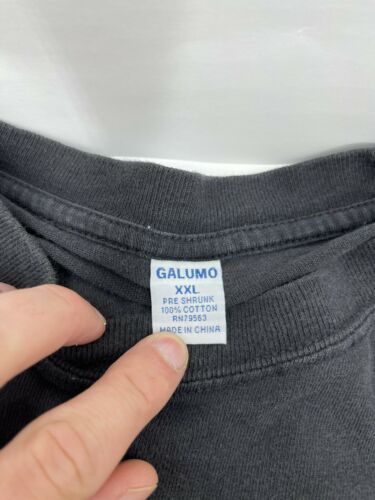 GALUMO
XXL
PRE SHRUNK
100% COTTON
RN79563
MADE IN CHINA